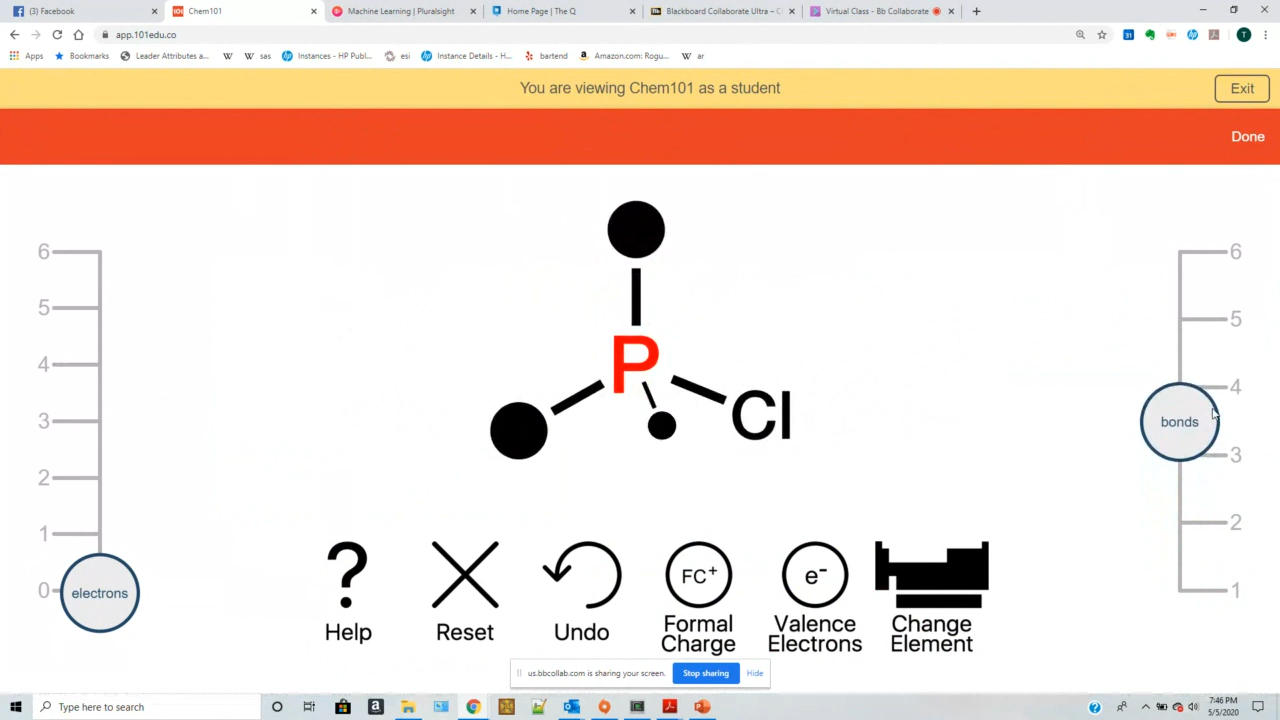 (3) Facebook
101 Chem101
Machine Learning | Pluralsight
Home Page | The Q
Blackboard Collaborate Ultra – C
Virtual Class - Bb Collaborate
app.101edu.co
Apps
Bookmarks
Leader Attributes a...
W
W sas
Instances - HP Publ...
esi
Instance Details - H...
bartend
Amazon.com: Rogu...
W ar
31
T
You are viewing Chem101 as a student
Exit
Done
6
5
4
3
2
1
0
electrons
P
Cl
6
5
4
3
2
1
bonds
? Help
Reset
Undo
FC+
Formal
Charge
e-
Valence
Electrons
Change
Element
us.bbcollab.com is sharing your screen.
Stop sharing
Hide
Type here to search
7:46 PM
5/5/2020